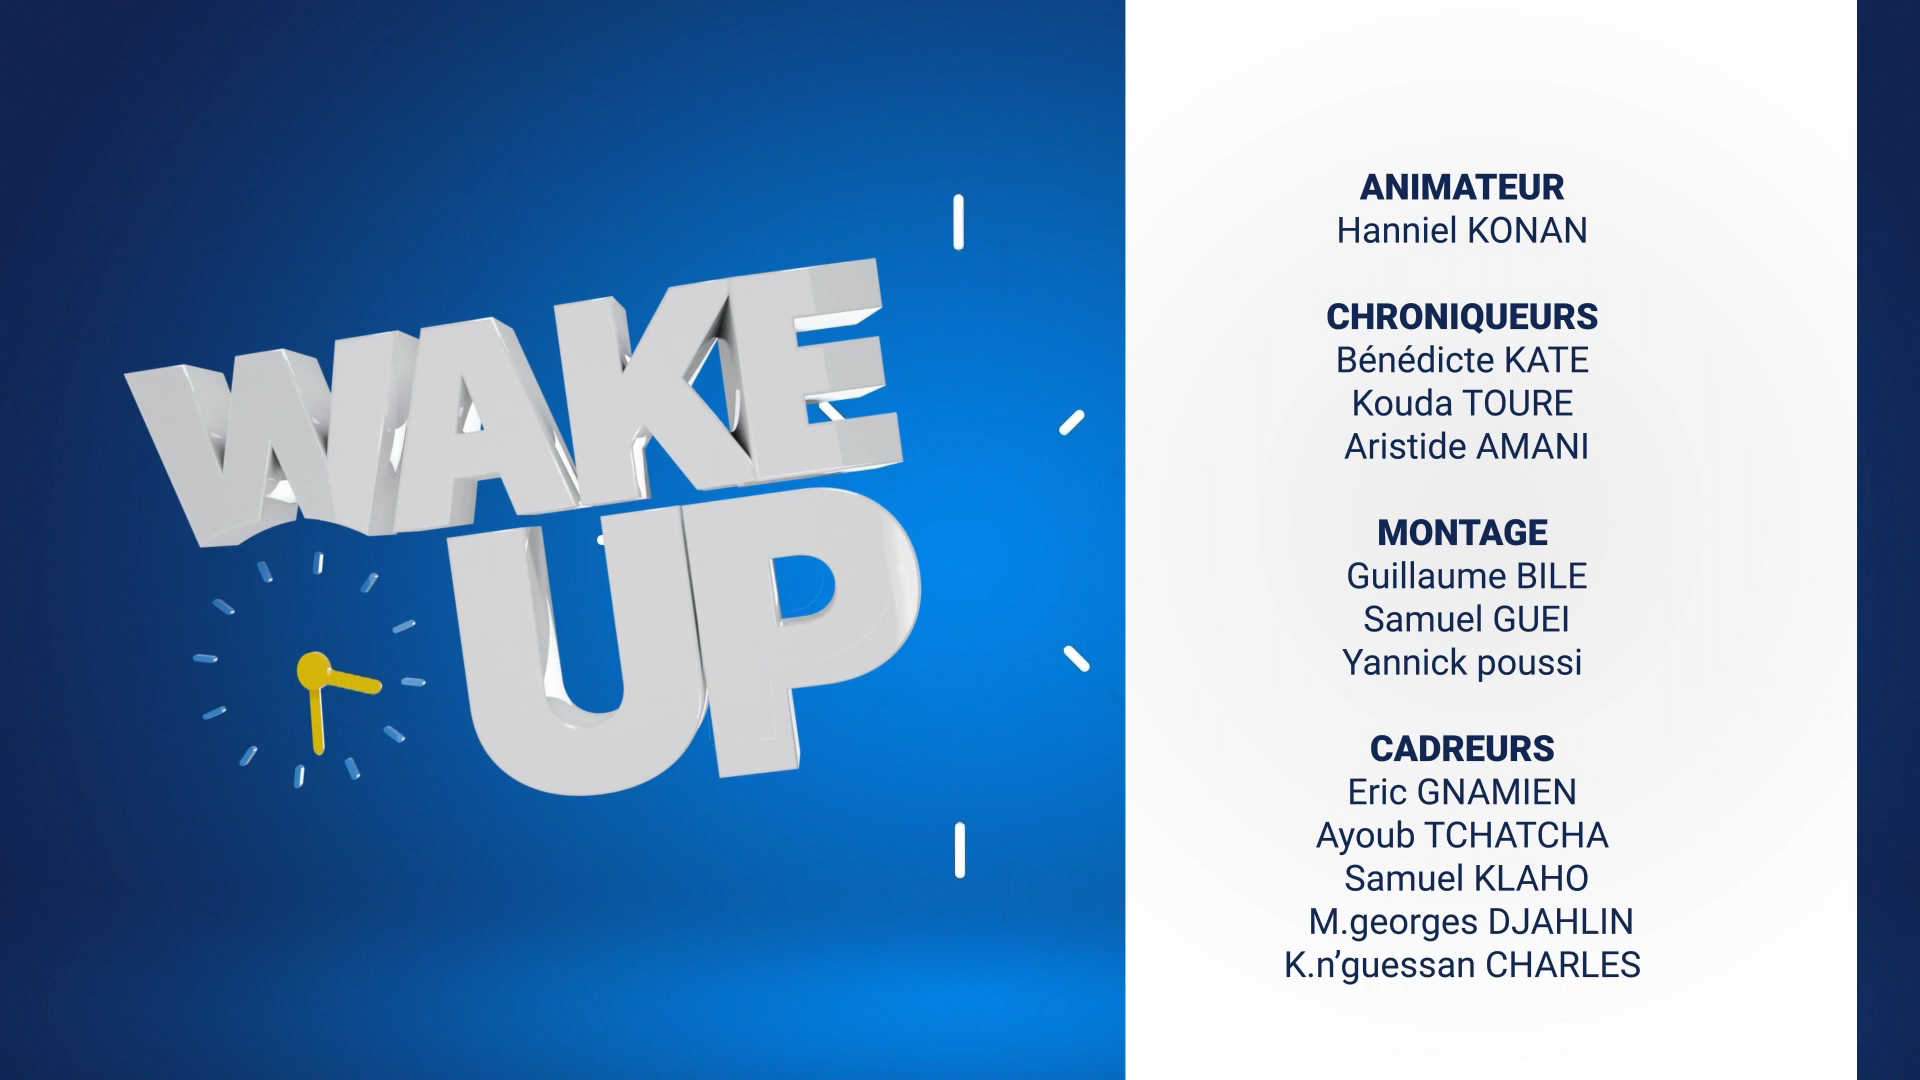 WAKE
UP
ANIMATEUR
Hanniel KONAN
CHRONIQUEURS
Bénédicte KATE
Kouda TOURE
Aristide AMANI
MONTAGE
Guillaume BILE
Samuel GUEI
Yannick poussi
CADREURS
Eric GNAMIEN
Ayoub TCHATCHA
Samuel KLAHO
M.georges DJAHLIN
K.n’guessan CHARLES